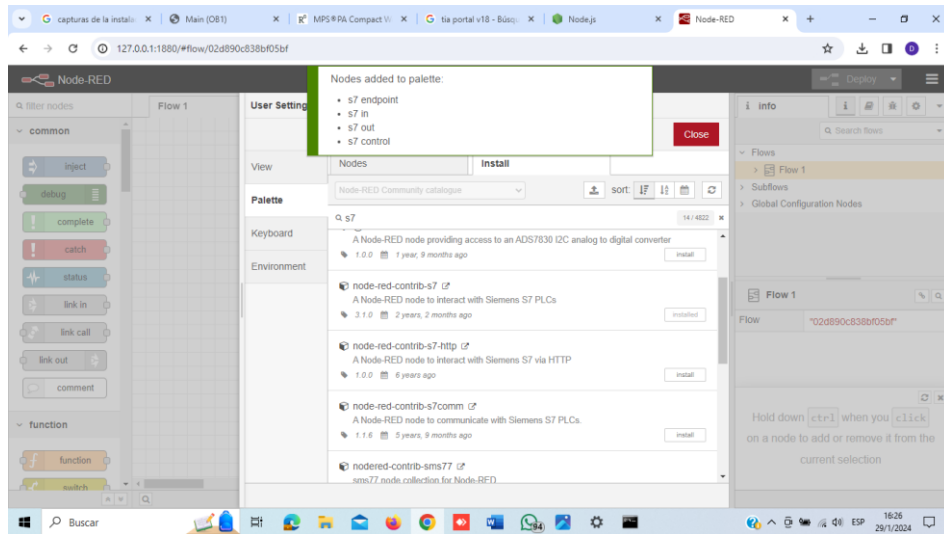 capturas de la instala
Main (OB1)
MPS®PA Compact W
tia portal v18 - Búsqu
Node.js
Node-RED
127.0.0.1:1880/#flow/02d890c838bf05bf
D
Node-RED
Deploy
Nodes added to palette:
s7 endpoint
s7 in
s7 out
s7 control
filter nodes
Flow 1
User Setting
Close
i info
Search flows
common
inject
debug
complete
catch
status
link in
link call
link out
comment
function
function
switch
View
Palette
Keyboard
Environment
Nodes
Install
Node-RED Community catalogue
sort:
s7
14 / 4822
A Node-RED node providing access to an ADS7830 I2C analog to digital converter
1.0.0 1 year, 9 months ago
install
node-red-contrib-s7
A Node-RED node to interact with Siemens S7 PLCs
3.1.0 2 years, 2 months ago
installed
node-red-contrib-s7-http
A Node-RED node to interact with Siemens S7 via HTTP
1.0.0 6 years ago
install
node-red-contrib-s7comm
A Node-RED node to communicate with Siemens S7 PLCs.
1.1.6 5 years, 9 months ago
install
nodered-contrib-sms77
sms77 node collection for Node-RED
Flows
Flow 1
Subflows
Global Configuration Nodes
Flow 1
Flow "02d890c838bf05bf"
Hold down ctrl when you click
on a node to add or remove it from the
current selection
Buscar
94
ESP
16:26
29/1/2024